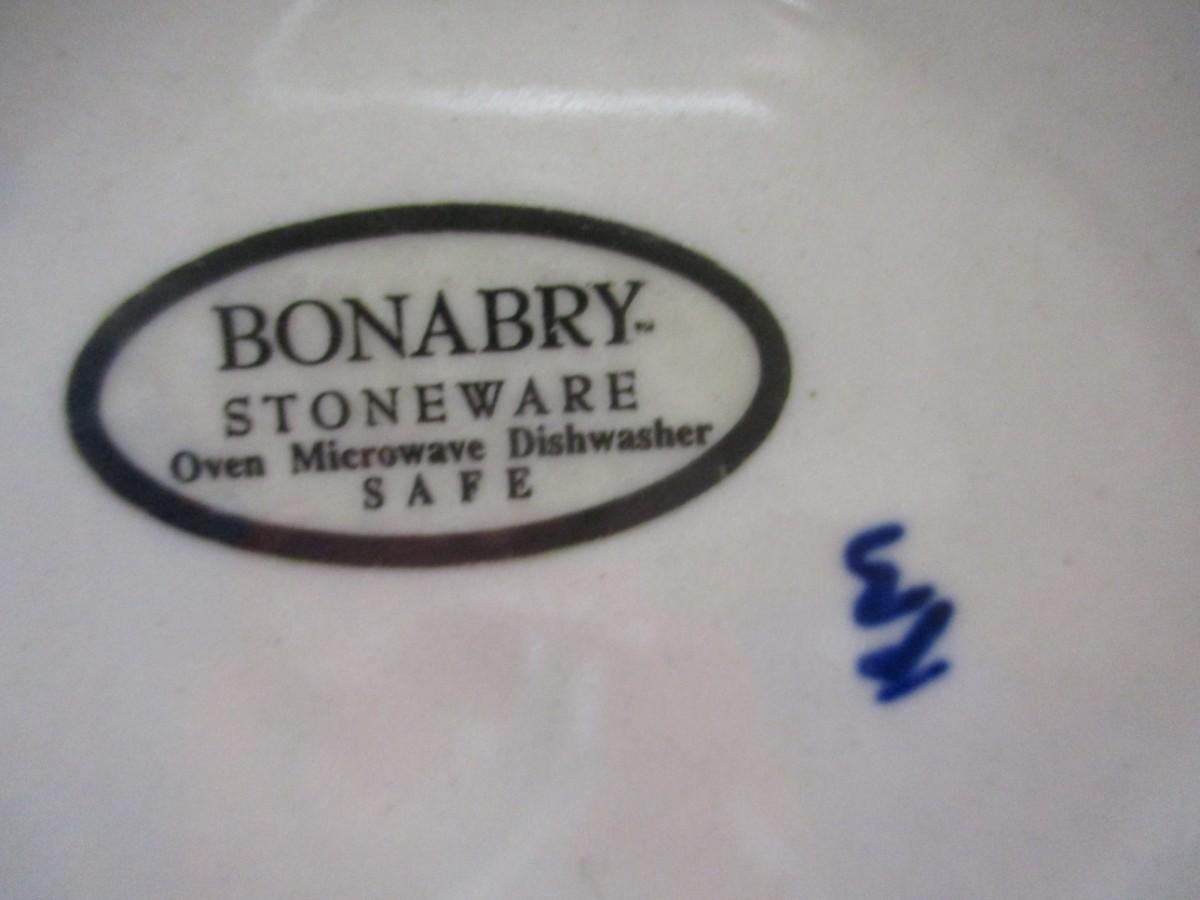 BONABRY™
STONEWARE
Oven Microwave Dishwasher
SAFE